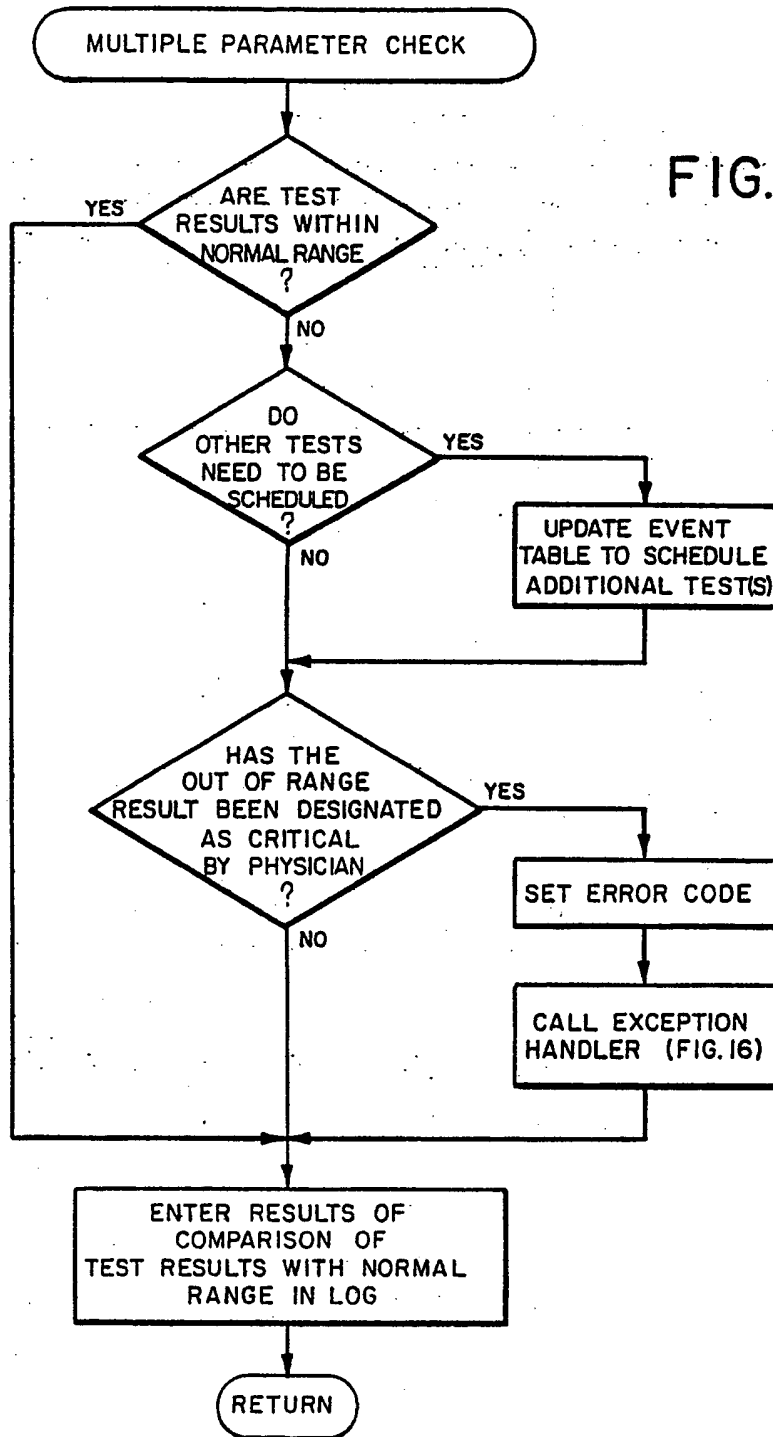 MULTIPLE PARAMETER CHECK
FIG.
ARE TEST
RESULTS WITHIN
NORMAL RANGE
?
YES
NO
DO
OTHER TESTS
NEED TO BE
SCHEDULED
?
YES
NO
UPDATE EVENT
TABLE TO SCHEDULE
ADDITIONAL TEST(S)
HAS THE
OUT OF RANGE
RESULT BEEN DESIGNATED
AS CRITICAL
BY PHYSICIAN
?
YES
NO
SET ERROR CODE
CALL EXCEPTION
HANDLER (FIG. 16)
ENTER RESULTS OF
COMPARISON OF
TEST RESULTS WITH NORMAL
RANGE IN LOG
RETURN